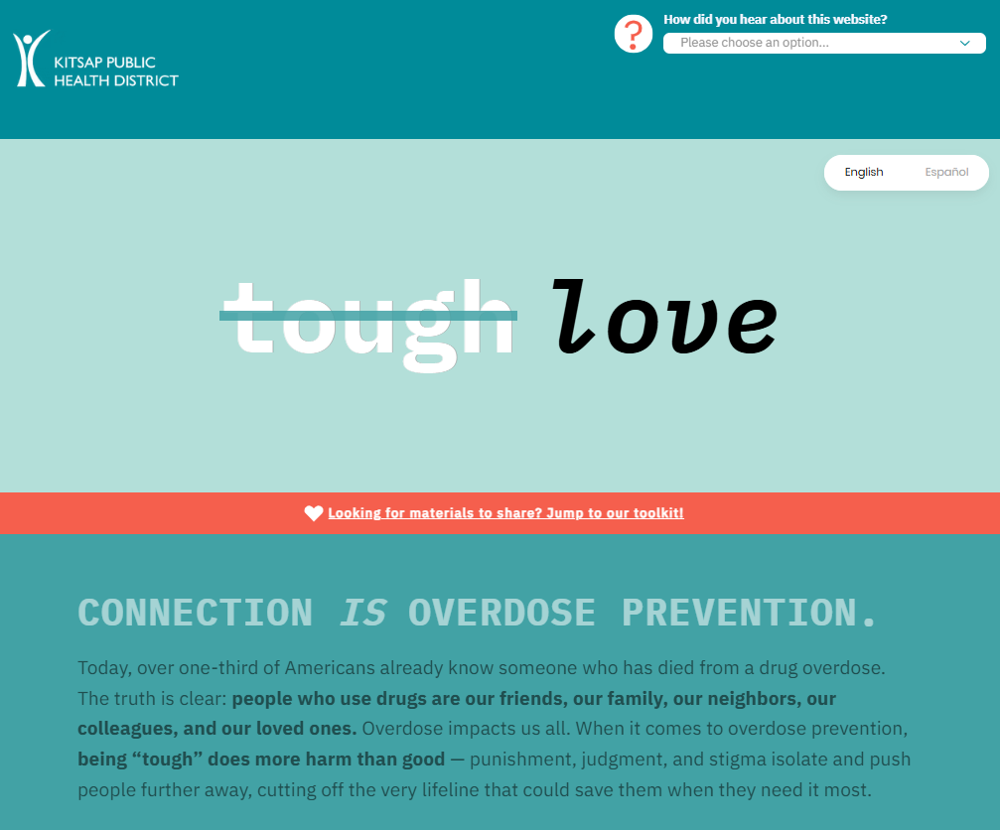 KITSAP PUBLIC
HEALTH DISTRICT
?
How did you hear about this website?
Please choose an option...
English
Español
tough love
Looking for materials to share? Jump to our toolkit!
CONNECTION IS OVERDOSE PREVENTION.
Today, over one-third of Americans already know someone who has died from a drug overdose.
The truth is clear: people who use drugs are our friends, our family, our neighbors, our
colleagues, and our loved ones. Overdose impacts us all. When it comes to overdose prevention,
being “tough” does more harm than good — punishment, judgment, and stigma isolate and push
people further away, cutting off the very lifeline that could save them when they need it most.